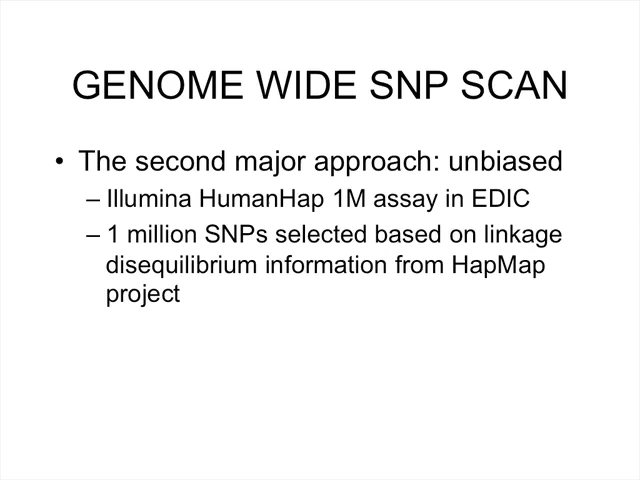 GENOME WIDE SNP SCAN
• The second major approach: unbiased
– Illumina HumanHap 1M assay in EDIC
– 1 million SNPs selected based on linkage
disequilibrium information from HapMap
project